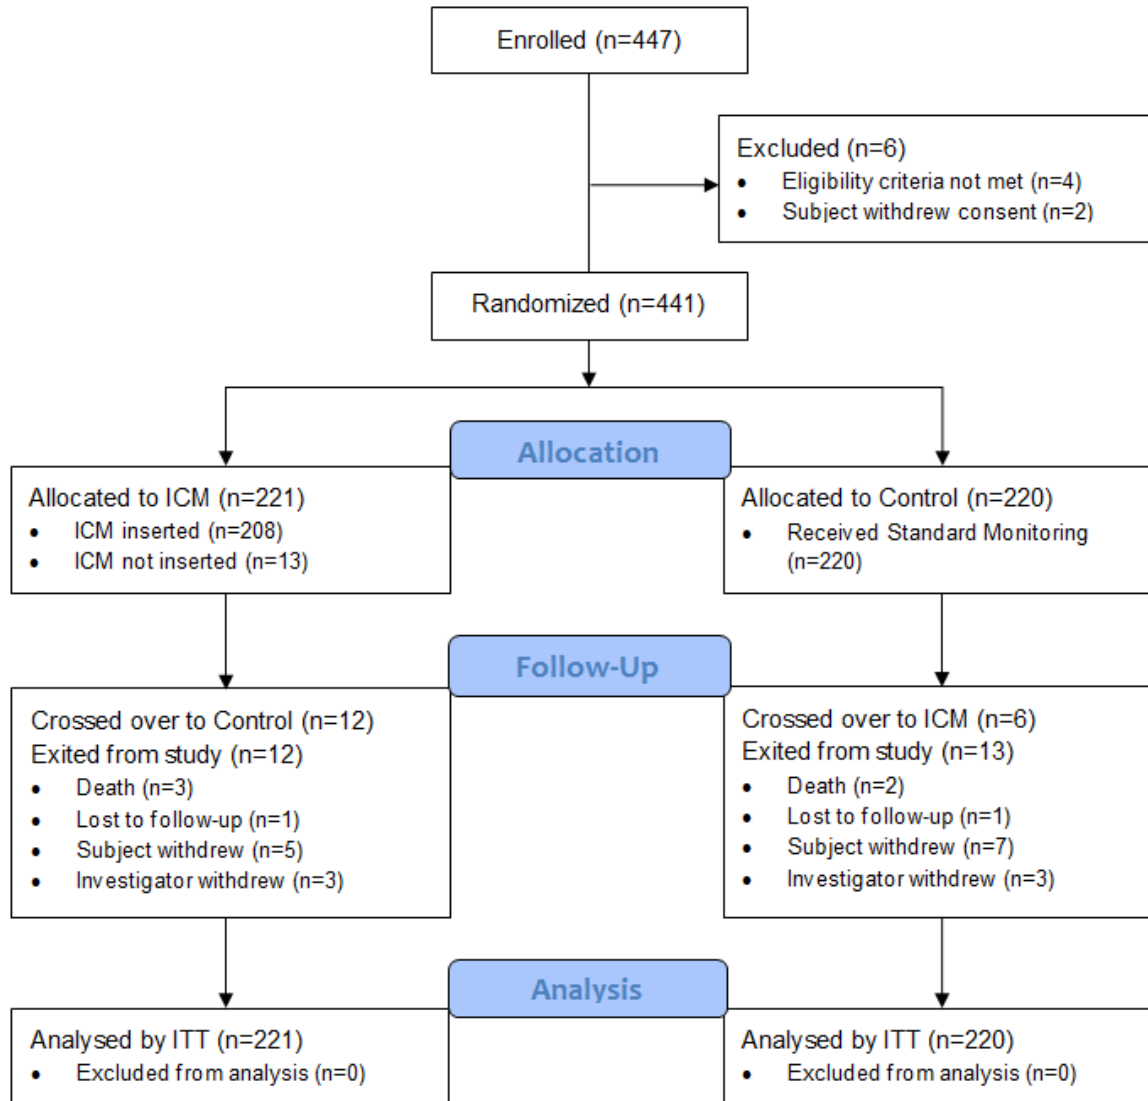 Enrolled (n=447)
Excluded (n=6)
• Eligibility criteria not met (n=4)
• Subject withdrew consent (n=2)
Randomized (n=441)
Allocation
Allocated to ICM (n=221)
• ICM inserted (n=208)
• ICM not inserted (n=13)
Allocated to Control (n=220)
• Received Standard Monitoring
(n=220)
Follow-Up
Crossed over to Control (n=12)
Exited from study (n=12)
• Death (n=3)
• Lost to follow-up (n=1)
• Subject withdrew (n=5)
• Investigator withdrew (n=3)
Crossed over to ICM (n=6)
Exited from study (n=13)
• Death (n=2)
• Lost to follow-up (n=1)
• Subject withdrew (n=7)
• Investigator withdrew (n=3)
Analysis
Analysed by ITT (n=221)
• Excluded from analysis (n=0)
Analysed by ITT (n=220)
• Excluded from analysis (n=0)